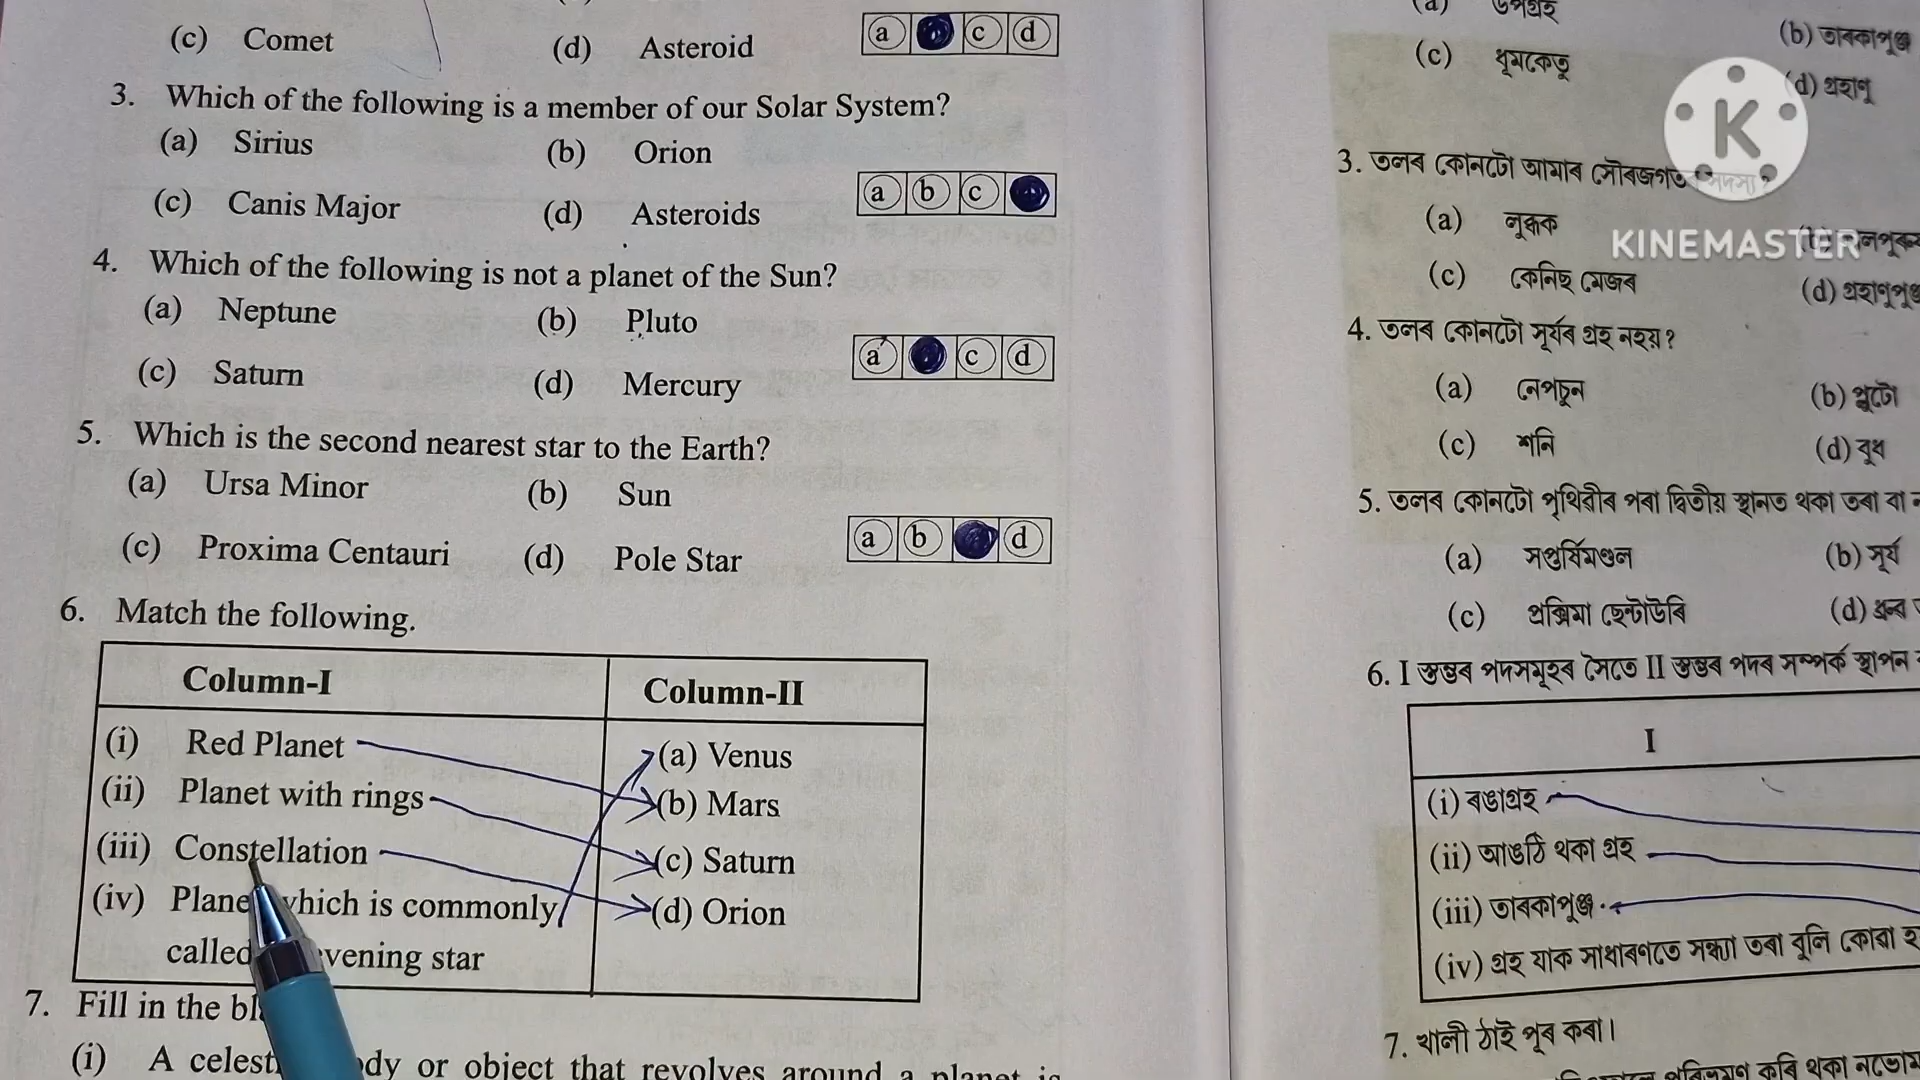 (c) Comet (d) Asteroid a c d
3. Which of the following is a member of our Solar System?
(a) Sirius (b) Orion
(c) Canis Major (d) Asteroids a b c
4. Which of the following is not a planet of the Sun?
(a) Neptune (b) Pluto
(c) Saturn (d) Mercury a c d
5. Which is the second nearest star to the Earth?
(a) Ursa Minor (b) Sun
(c) Proxima Centauri (d) Pole Star a b d
6. Match the following.
Column-I Column-II
(i) Red Planet (a) Venus
(ii) Planet with rings (b) Mars
(iii) Constellation (c) Saturn
(iv) Plane which is commonly (d) Orion
called vening star
7. Fill in the bl
(i) A celest dy or object that revolves around a planet is
(a) উপগ্ৰহ (b) তাৰকাপুঞ্জ
(c) ধূমকেতু (d) গ্ৰহাণু
K
KINEMASTER
3. তলৰ কোনটো আমাৰ সৌৰজগতৰ সদস্য?
(a) লুব্ধক
(c) কেনিছ মেজৰ (d) গ্ৰহাণুপুঞ্জ
4. তলৰ কোনটো সূৰ্যৰ গ্ৰহ নহয়?
(a) নেপচুন (b) প্লুটো
(c) শনি (d) বুধ
5. তলৰ কোনটো পৃথিৱীৰ পৰা দ্বিতীয় স্থানত থকা তৰা বা
(a) সপ্তৰ্ষিমণ্ডল (b) সূৰ্য
(c) প্ৰক্সিমা ছেন্টাউৰি (d) ধ্ৰুৱ
6. I স্তম্ভৰ পদসমূহৰ সৈতে II স্তম্ভৰ পদৰ সম্পৰ্ক স্থাপন
I
(i) ৰঙাগ্ৰহ
(ii) আঙঠি থকা গ্ৰহ
(iii) তাৰকাপুঞ্জ
(iv) গ্ৰহ যাক সাধাৰণতে সন্ধ্যা তৰা বুলি কোৱা হ
7. খালী ঠাই পূৰ কৰা।
কৰি থকা